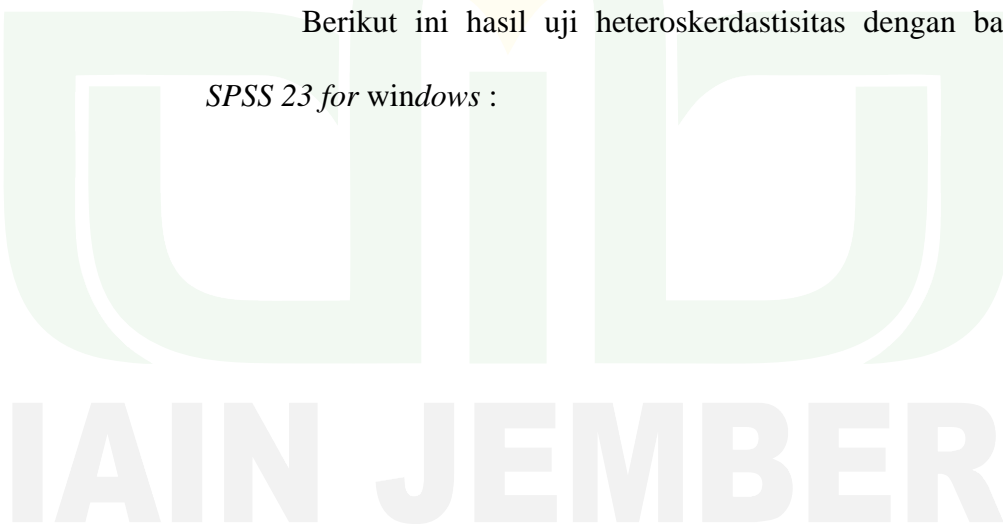 Berikut ini hasil uji heteroskerdastisitas dengan ba
SPSS 23 for windows :
IAIN JEMBER